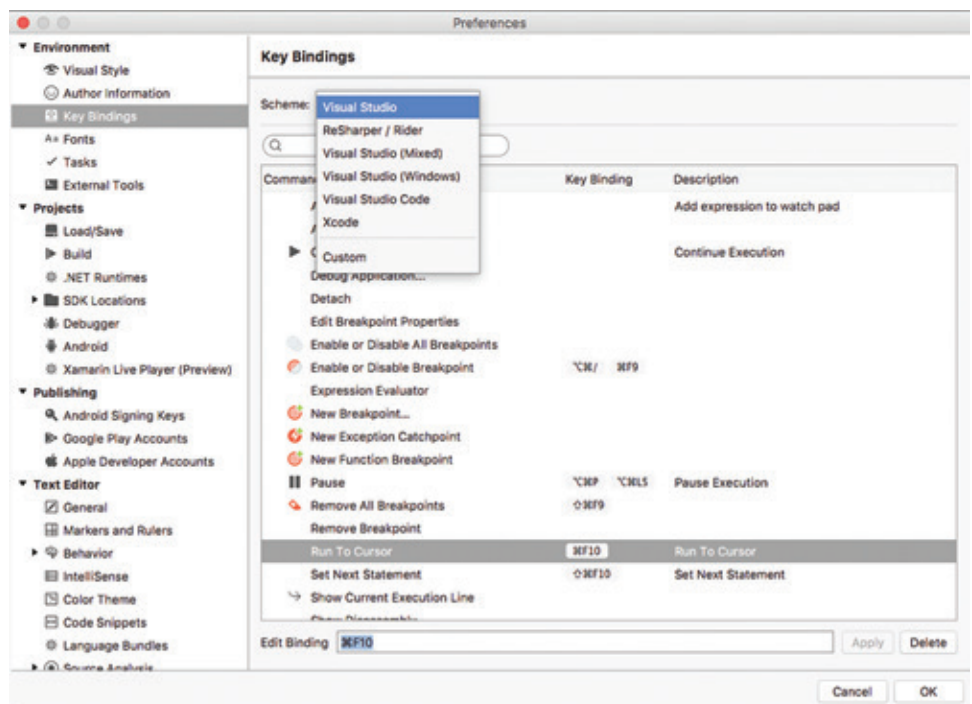 Preferences
Environment
Visual Style
Author Information
Key Bindings
Fonts
Tasks
External Tools
Projects
Load/Save
Build
.NET Runtimes
SDK Locations
Debugger
Android
Xamarin Live Player (Preview)
Publishing
Android Signing Keys
Google Play Accounts
Apple Developer Accounts
Text Editor
General
Markers and Rulers
Behavior
IntelliSense
Color Theme
Code Snippets
Language Bundles
Source Analysis
Key Bindings
Scheme:
Visual Studio
ReSharper / Rider
Visual Studio (Mixed)
Visual Studio (Windows)
Visual Studio Code
Xcode
Custom
Key Binding Description
Add expression to watch pad
Continue Execution
Debug Application...
Detach
Edit Breakpoint Properties
Enable or Disable All Breakpoints
Enable or Disable Breakpoint ⌥⌘/ ⌘F9
Expression Evaluator
New Breakpoint...
New Exception Catchpoint
New Function Breakpoint
Pause ⌥⌘P Pause Execution
Remove All Breakpoints ⇧⌘F9
Remove Breakpoint
Run To Cursor ⌘F10 Run To Cursor
Set Next Statement ⇧⌘F10 Set Next Statement
Show Current Execution Line
Edit Binding ⌘F10 Apply Delete
Cancel OK